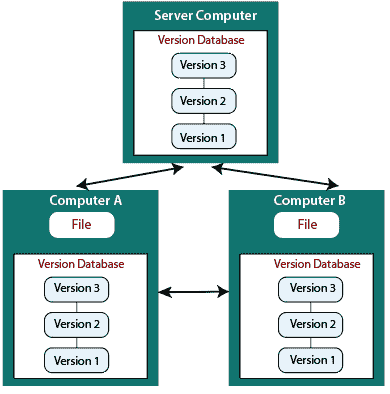 Server Computer
Version Database
Version 3
Version 2
Version 1
Computer A
File
Version Database
Version 3
Version 2
Version 1
Computer B
File
Version Database
Version 3
Version 2
Version 1